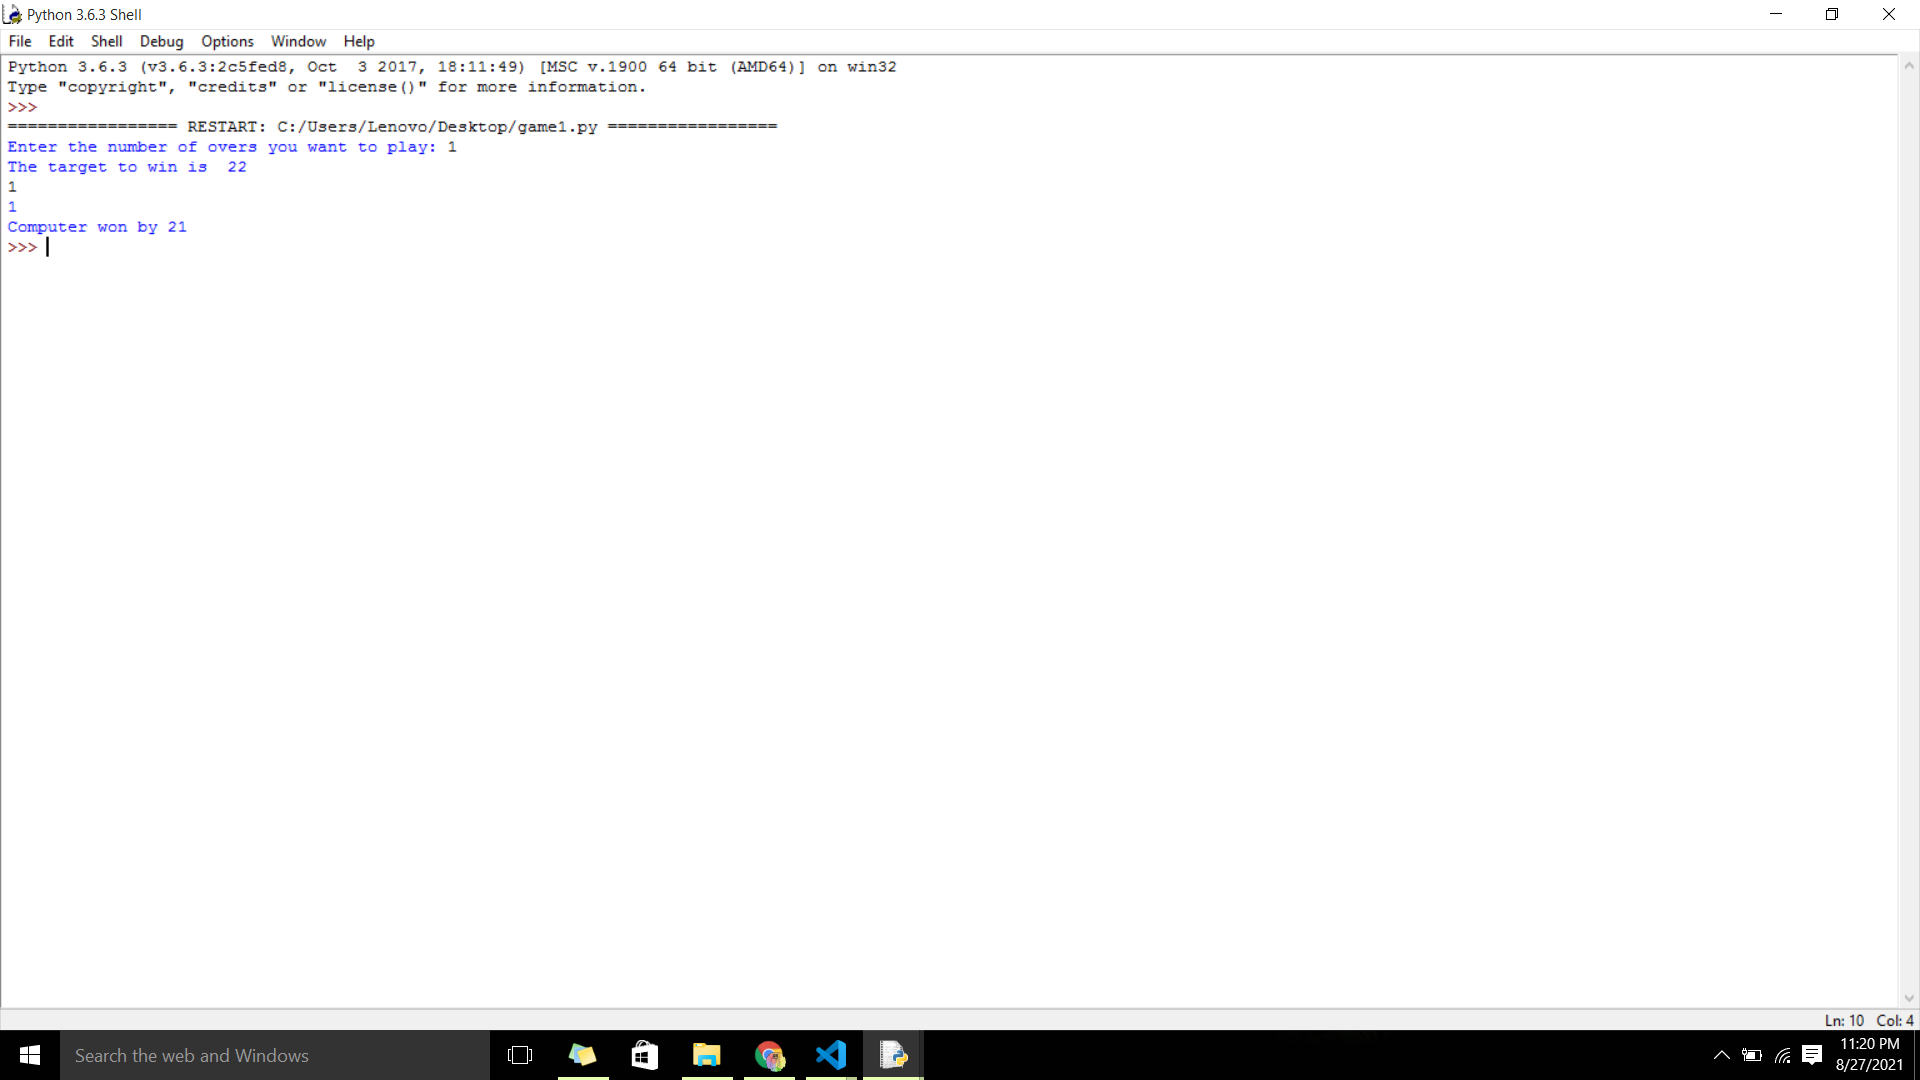 Python 3.6.3 Shell
File Edit Shell Debug Options Window Help
Python 3.6.3 (v3.6.3:2c5fed8, Oct  3 2017, 18:11:49) [MSC v.1900 64 bit (AMD64)] on win32
Type "copyright", "credits" or "license()" for more information.
>>>
================= RESTART: C:/Users/Lenovo/Desktop/game1.py =================
Enter the number of overs you want to play: 1
The target to win is  22
1
1
Computer won by 21
>>>
Ln: 10 Col: 4
Search the web and Windows
11:20 PM
8/27/2021